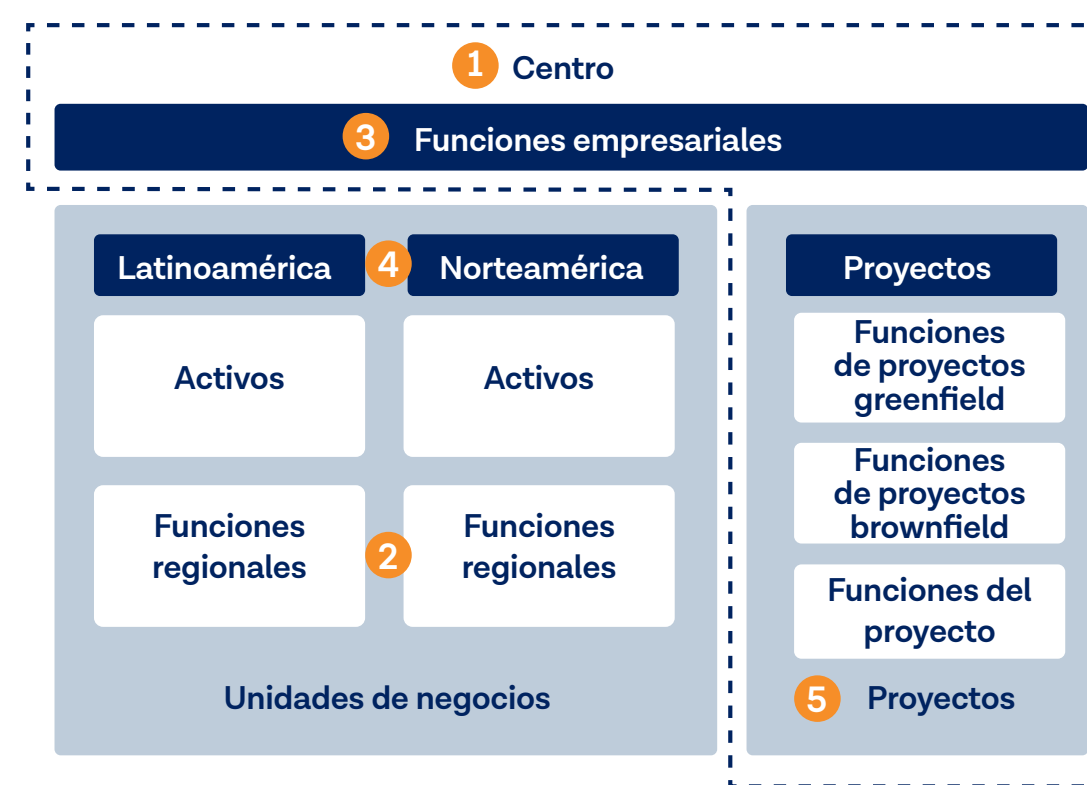 1 Centro
3 Funciones empresariales
Latinoamérica 4 Norteamérica
Activos
Activos
Funciones
regionales
2
Funciones
regionales
Unidades de negocios
Proyectos
Funciones
de proyectos
greenfield
Funciones
de proyectos
brownfield
Funciones del
proyecto
5 Proyectos